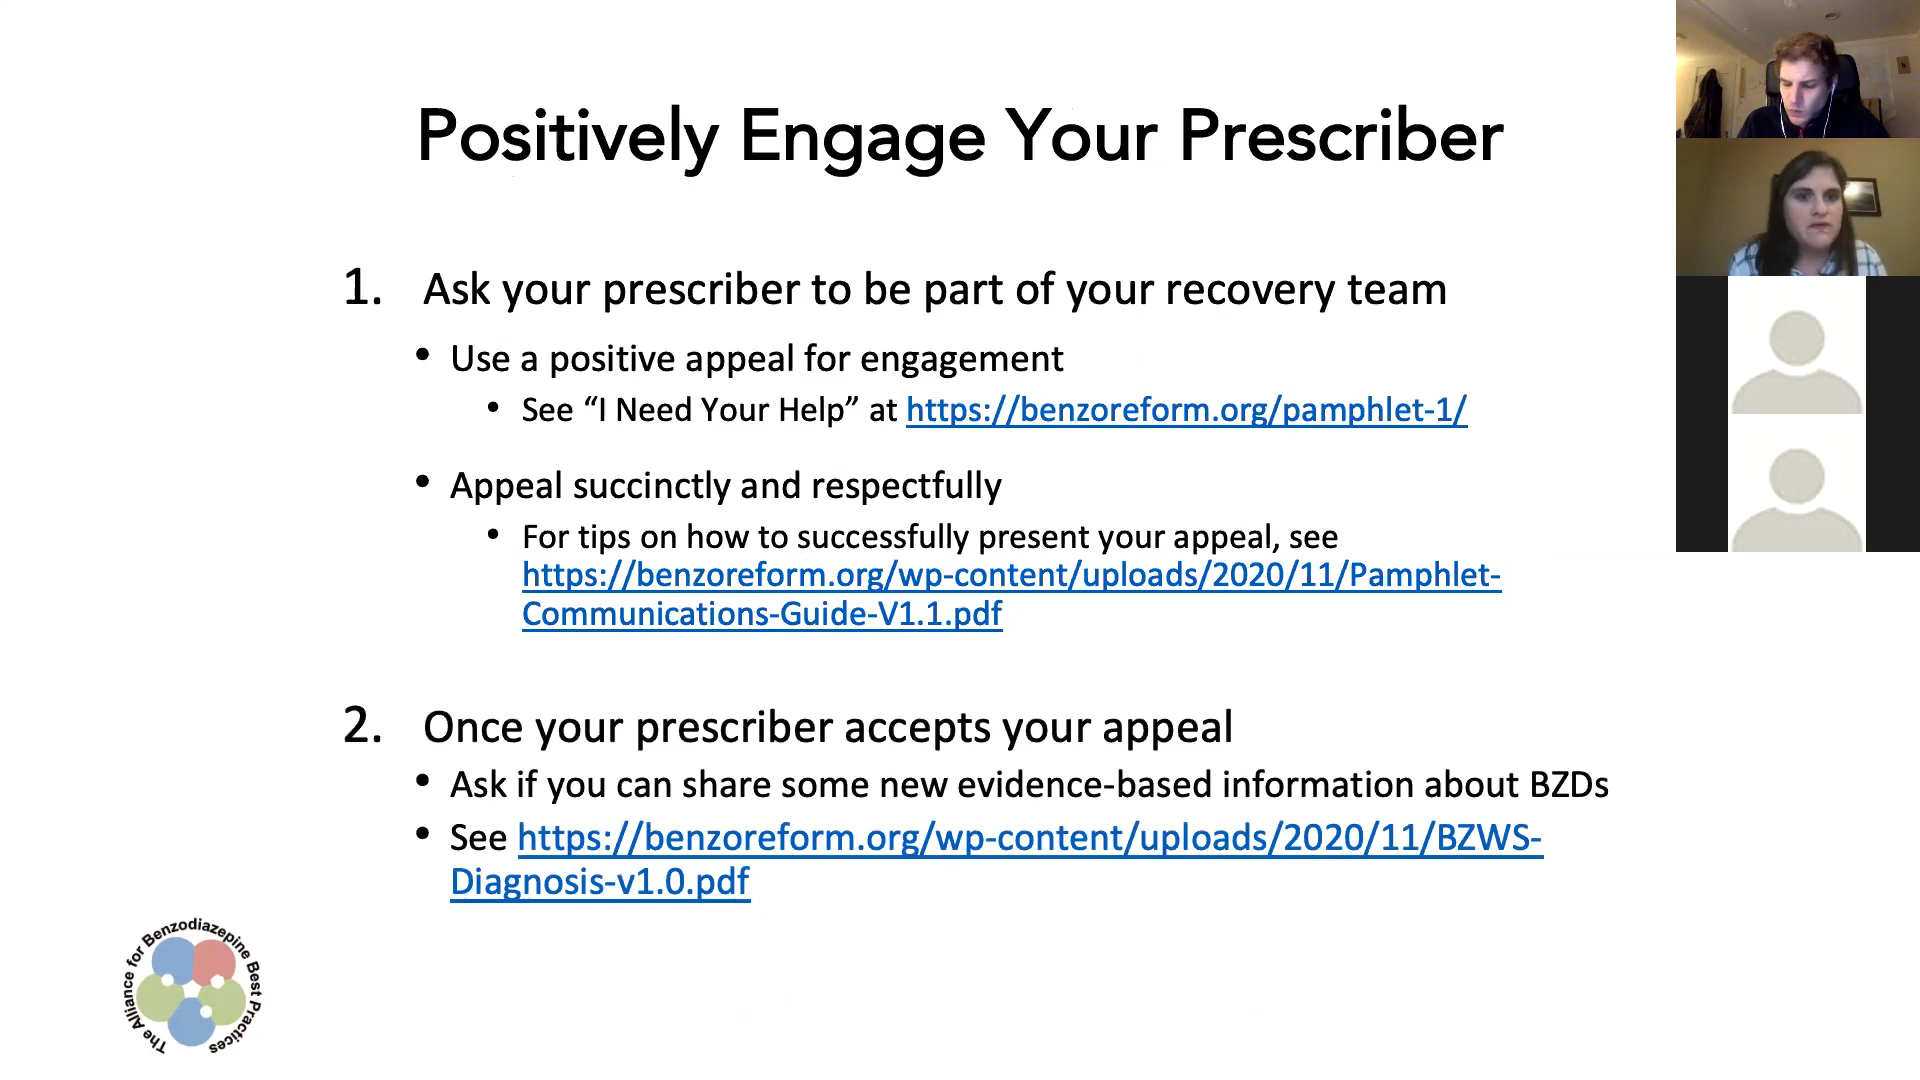 Positively Engage Your Prescriber
1. Ask your prescriber to be part of your recovery team
• Use a positive appeal for engagement
• See “I Need Your Help” at https://benzoreform.org/pamphlet-1/
• Appeal succinctly and respectfully
• For tips on how to successfully present your appeal, see
https://benzoreform.org/wp-content/uploads/2020/11/Pamphlet-
Communications-Guide-V1.1.pdf
2. Once your prescriber accepts your appeal
• Ask if you can share some new evidence-based information about BZDs
• See https://benzoreform.org/wp-content/uploads/2020/11/BZWS-
Diagnosis-v1.0.pdf
The Alliance for Benzodiazepine Best Practices